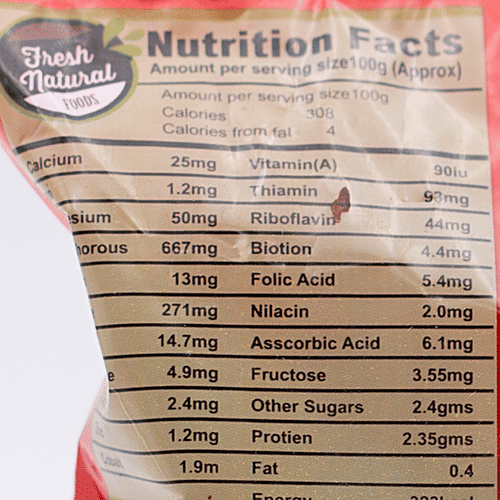 Fresh
Natural
FOODS
Nutrition Facts
Amount per serving size100g (Approx)
Amount per serving size100g
Calories 308
Calories from fat 4
Calcium 25mg Vitamin(A) 90iu
1.2mg Thiamin 93mg
sium 50mg Riboflavin 44mg
horous 667mg Biotion 4.4mg
13mg Folic Acid 5.4mg
271mg Nilacin 2.0mg
14.7mg Asscorbic Acid 6.1mg
e 4.9mg Fructose 3.55mg
2.4mg Other Sugars 2.4gms
1.2mg Protien 2.35gms
1.9m Fat 0.4
Energy